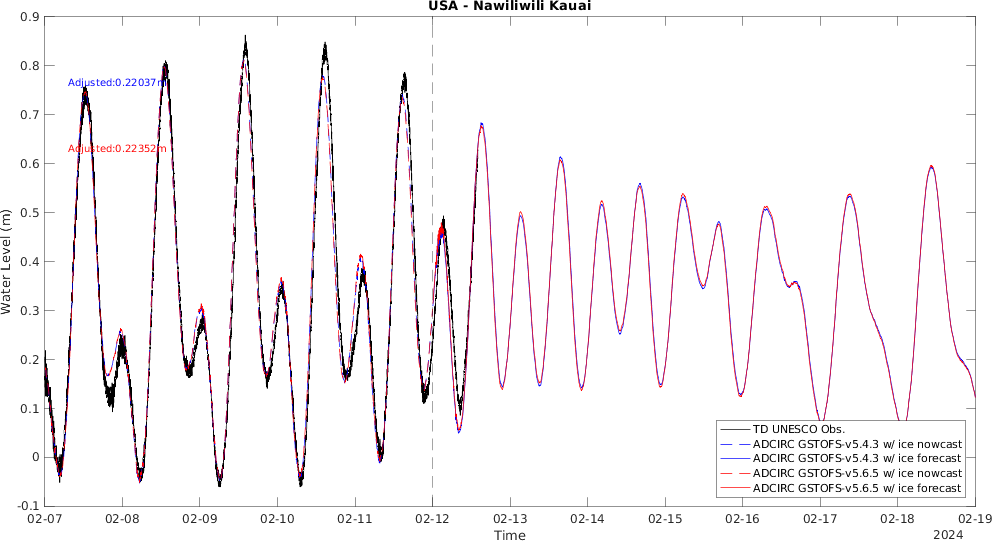 USA - Nawiliwili Kauai
0.9
0.8
0.7
0.6
0.5
0.4
0.3
0.2
0.1
0
-0.1
Water Level (m)
Adjusted:0.22037m
Adjusted:0.22352m
TD UNESCO Obs.
ADCIRC GSTOFS-v5.4.3 w/ ice nowcast
ADCIRC GSTOFS-v5.4.3 w/ ice forecast
ADCIRC GSTOFS-v5.6.5 w/ ice nowcast
ADCIRC GSTOFS-v5.6.5 w/ ice forecast
02-07 02-08 02-09 02-10 02-11 02-12 02-13 02-14 02-15 02-16 02-17 02-18 02-19
Time
2024